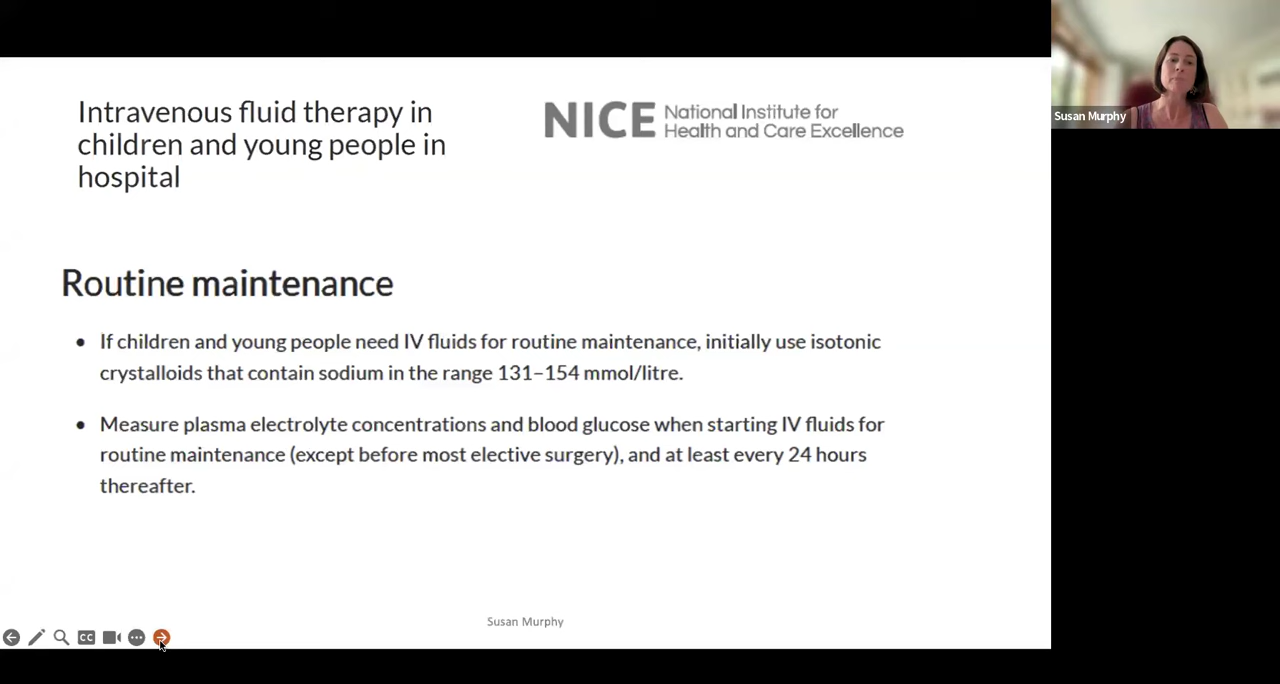 Intravenous fluid therapy in
children and young people in
hospital
NICE National Institute for
Health and Care Excellence
Susan Murphy
Routine maintenance
• If children and young people need IV fluids for routine maintenance, initially use isotonic
crystalloids that contain sodium in the range 131–154 mmol/litre.
• Measure plasma electrolyte concentrations and blood glucose when starting IV fluids for
routine maintenance (except before most elective surgery), and at least every 24 hours
thereafter.
Susan Murphy
CC